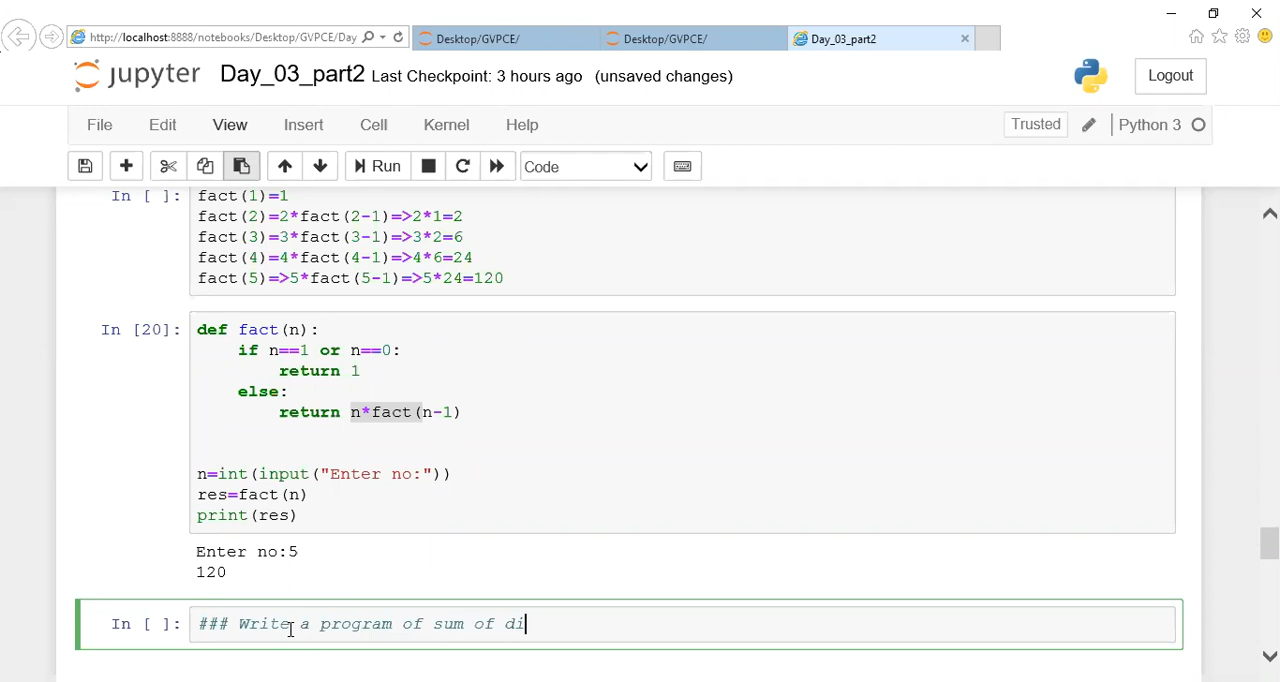 http://localhost:8888/notebooks/Desktop/GVPCE/Day
Desktop/GVPCE/
Desktop/GVPCE/
Day_03_part2
jupyter Day_03_part2 Last Checkpoint: 3 hours ago (unsaved changes)
Logout
File Edit View Insert Cell Kernel Help
Trusted
Python 3
Run
Code
In [ ]: fact(1)=1
fact(2)=2*fact(2-1)=>2*1=2
fact(3)=3*fact(3-1)=>3*2=6
fact(4)=4*fact(4-1)=>4*6=24
fact(5)=>5*fact(5-1)=>5*24=120
In [20]: def fact(n):
if n==1 or n==0:
return 1
else:
return n*fact(n-1)
n=int(input("Enter no:"))
res=fact(n)
print(res)
Enter no:5
120
In [ ]: ### Write a program of sum of di